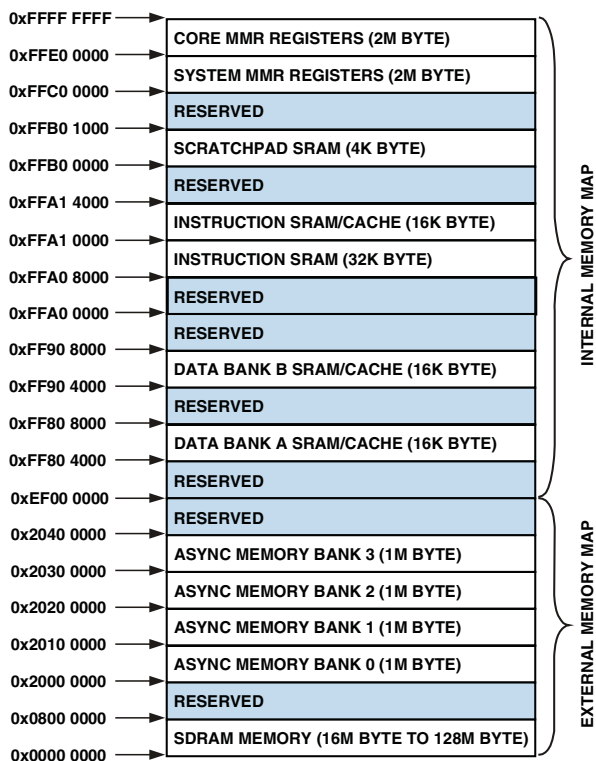 0xFFFF FFFF
CORE MMR REGISTERS (2M BYTE)
0xFFE0 0000
SYSTEM MMR REGISTERS (2M BYTE)
0xFFC0 0000
RESERVED
0xFFB0 1000
SCRATCHPAD SRAM (4K BYTE)
0xFFB0 0000
RESERVED
0xFFA1 4000
INSTRUCTION SRAM/CACHE (16K BYTE)
0xFFA1 0000
INSTRUCTION SRAM (32K BYTE)
0xFFA0 8000
RESERVED
0xFFA0 0000
RESERVED
0xFF90 8000
DATA BANK B SRAM/CACHE (16K BYTE)
0xFF90 4000
RESERVED
0xFF80 8000
DATA BANK A SRAM/CACHE (16K BYTE)
0xFF80 4000
RESERVED
0xEF00 0000
RESERVED
0x2040 0000
ASYNC MEMORY BANK 3 (1M BYTE)
0x2030 0000
ASYNC MEMORY BANK 2 (1M BYTE)
0x2020 0000
ASYNC MEMORY BANK 1 (1M BYTE)
0x2010 0000
ASYNC MEMORY BANK 0 (1M BYTE)
0x2000 0000
RESERVED
0x0800 0000
SDRAM MEMORY (16M BYTE TO 128M BYTE)
0x0000 0000
INTERNAL MEMORY MAP
EXTERNAL MEMORY MAP